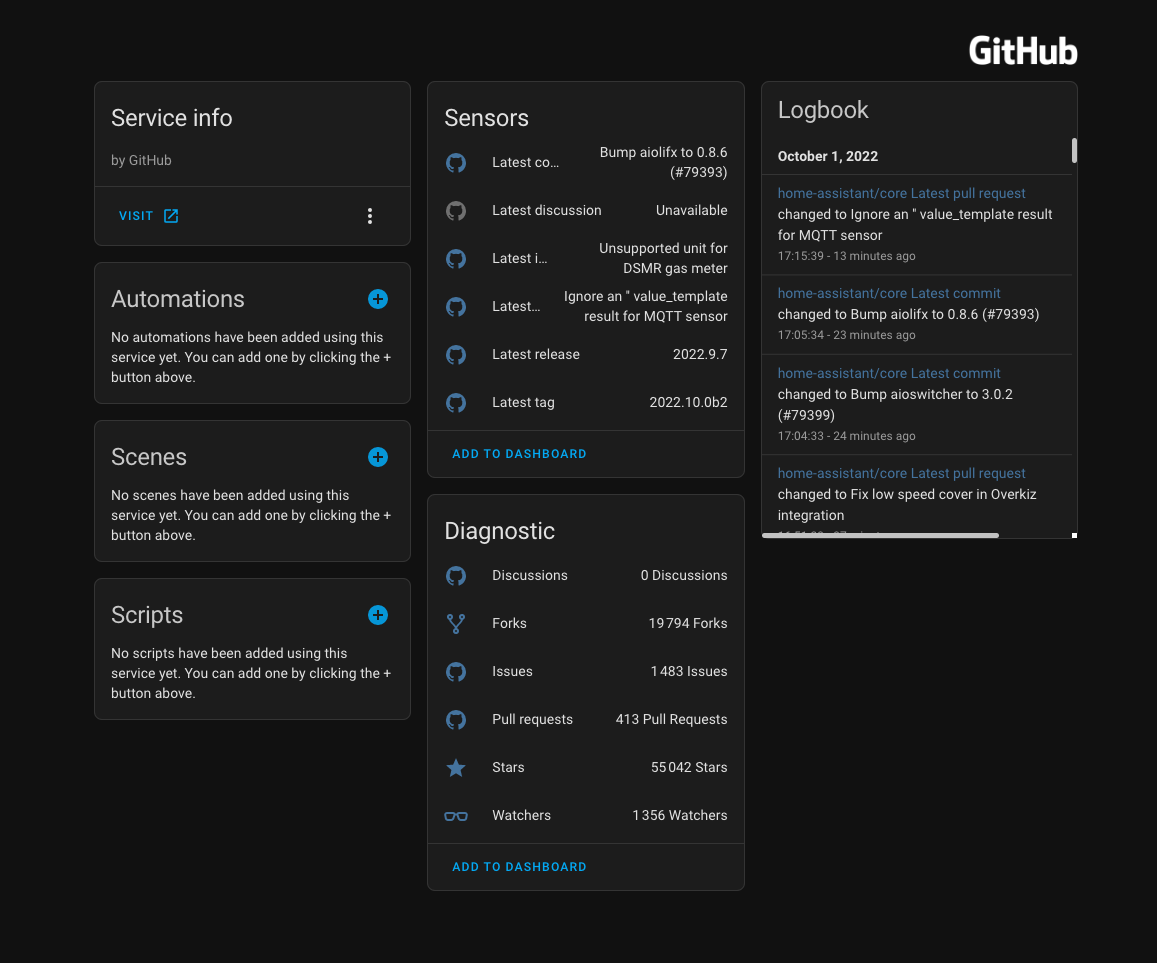 GitHub
Service info
by GitHub
VISIT
Automations
No automations have been added using this
service yet. You can add one by clicking the +
button above.
Scenes
No scenes have been added using this
service yet. You can add one by clicking the +
button above.
Scripts
No scripts have been added using this
service yet. You can add one by clicking the +
button above.
Sensors
Latest co... Bump aiolifx to 0.8.6
(#79393)
Latest discussion Unavailable
Latest i... Unsupported unit for
DSMR gas meter
Latest... Ignore an " value_template
result for MQTT sensor
Latest release 2022.9.7
Latest tag 2022.10.0b2
ADD TO DASHBOARD
Diagnostic
Discussions 0 Discussions
Forks 19 794 Forks
Issues 1 483 Issues
Pull requests 413 Pull Requests
Stars 55 042 Stars
Watchers 1 356 Watchers
ADD TO DASHBOARD
Logbook
October 1, 2022
home-assistant/core Latest pull request
changed to Ignore an " value_template result
for MQTT sensor
17:15:39 - 13 minutes ago
home-assistant/core Latest commit
changed to Bump aiolifx to 0.8.6 (#79393)
17:05:34 - 23 minutes ago
home-assistant/core Latest commit
changed to Bump aioswitcher to 3.0.2
(#79399)
17:04:33 - 24 minutes ago
home-assistant/core Latest pull request
changed to Fix low speed cover in Overkiz
integration